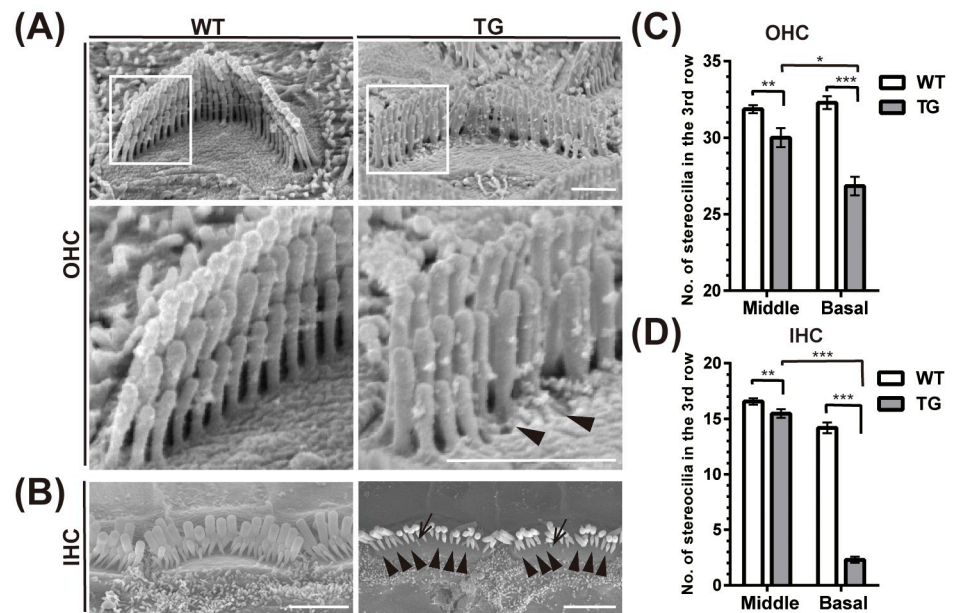 (A)
WT
TG
OHC
(B)
IHC
(C)
OHC
No. of stereocilia in the 3rd row
35
30
25
20
**
*
***
WT
TG
Middle
Basal
(D)
IHC
No. of stereocilia in the 3rd row
20
15
10
5
0
**
***
***
WT
TG
Middle
Basal